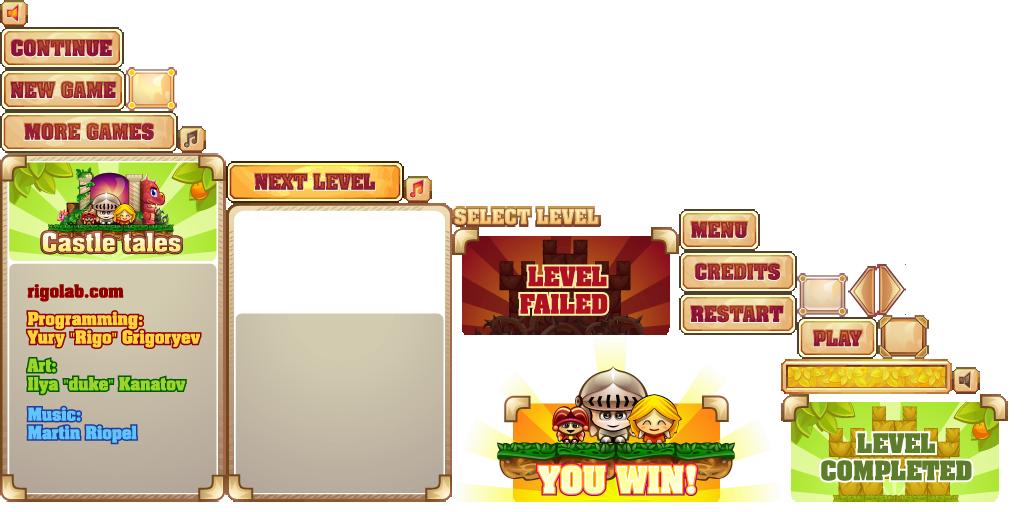 CONTINUE
NEW GAME
MORE GAMES
NEXT LEVEL
Castle tales
rigolab.com
Programming:
Yury "Rigo" Grigoryev
Art:
Ilya "duke" Kanatov
Music:
Martin Riopel
SELECT LEVEL
LEVEL
FAILED
MENU
CREDITS
RESTART
PLAY
YOU WIN!
LEVEL
COMPLETED